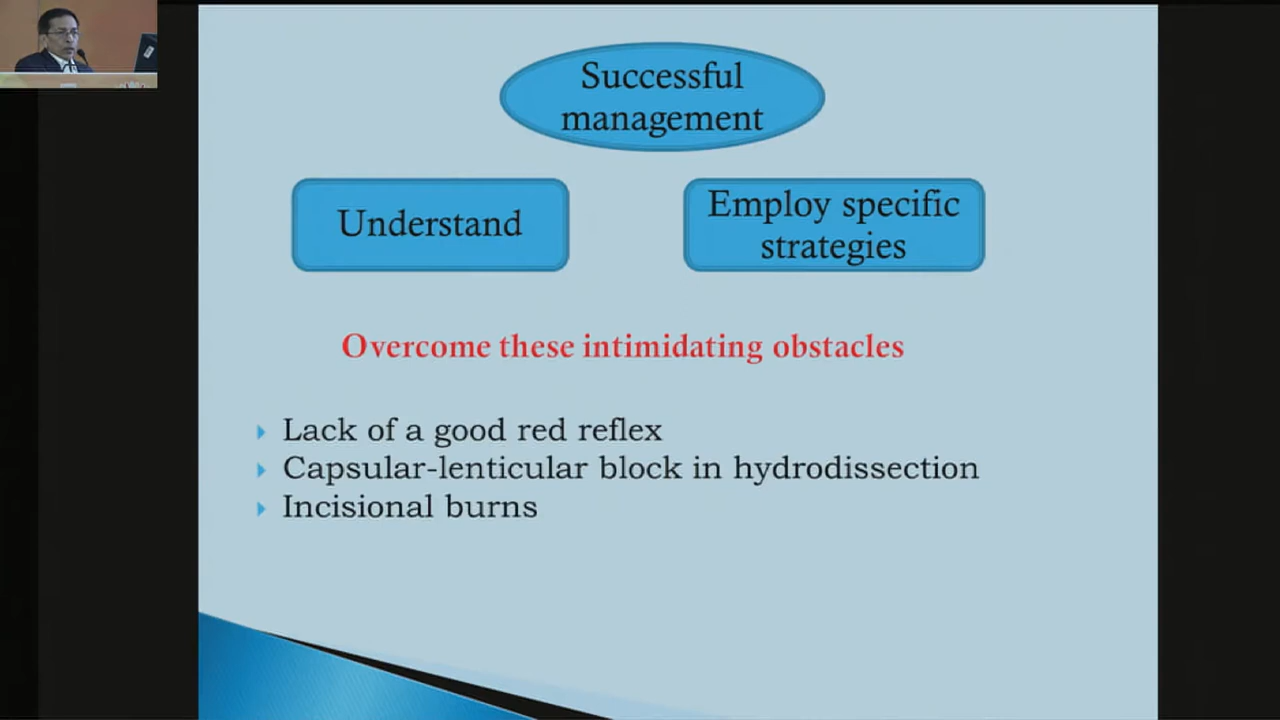 Successful
management
Understand
Employ specific
strategies
Overcome these intimidating obstacles
Lack of a good red reflex
Capsular-lenticular block in hydrodissection
Incisional burns